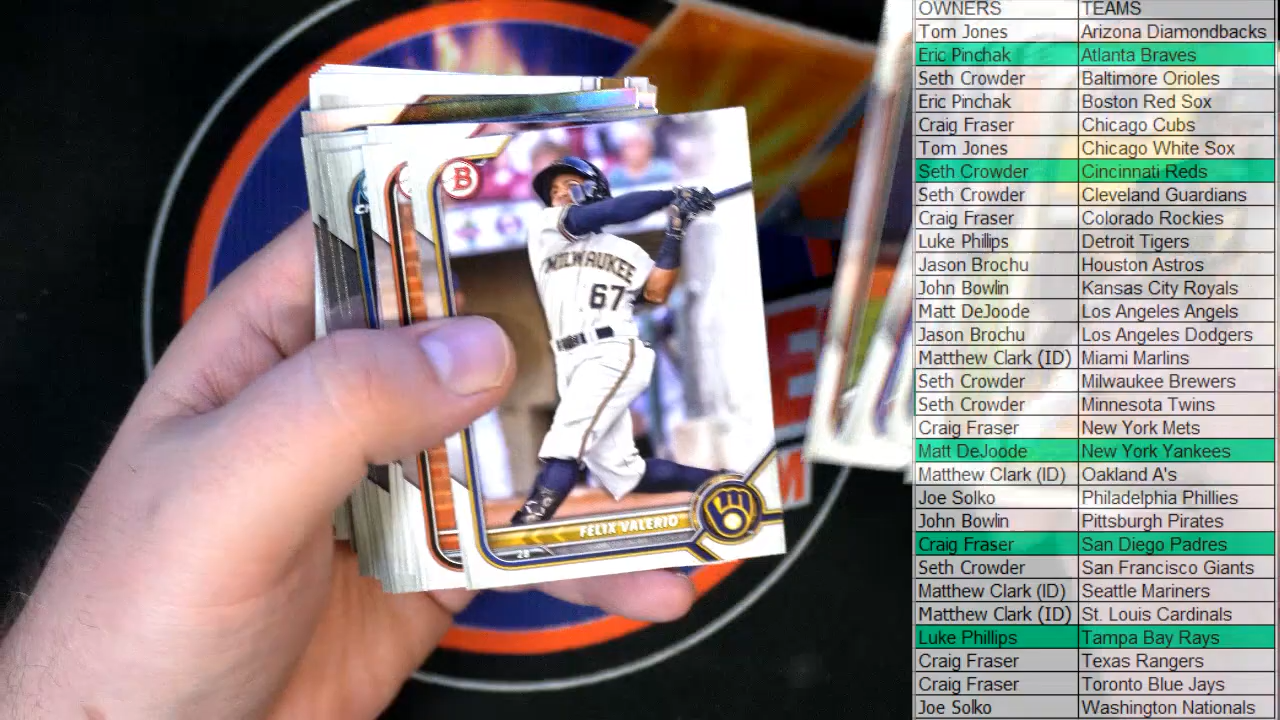 OWNERS TEAMS
Tom Jones Arizona Diamondbacks
Eric Pinchak Atlanta Braves
Seth Crowder Baltimore Orioles
Eric Pinchak Boston Red Sox
Craig Fraser Chicago Cubs
Tom Jones Chicago White Sox
Seth Crowder Cincinnati Reds
Seth Crowder Cleveland Guardians
Craig Fraser Colorado Rockies
Luke Phillips Detroit Tigers
Jason Brochu Houston Astros
John Bowlin Kansas City Royals
Matt DeJoode Los Angeles Angels
Jason Brochu Los Angeles Dodgers
Matthew Clark (ID) Miami Marlins
Seth Crowder Milwaukee Brewers
Seth Crowder Minnesota Twins
Craig Fraser New York Mets
Matt DeJoode New York Yankees
Matthew Clark (ID) Oakland A's
Joe Solko Philadelphia Phillies
John Bowlin Pittsburgh Pirates
Craig Fraser San Diego Padres
Seth Crowder San Francisco Giants
Matthew Clark (ID) Seattle Mariners
Matthew Clark (ID) St. Louis Cardinals
Luke Phillips Tampa Bay Rays
Craig Fraser Texas Rangers
Craig Fraser Toronto Blue Jays
Joe Solko Washington Nationals
B
MILWAUKEE
67
FELIX VALERIO
28